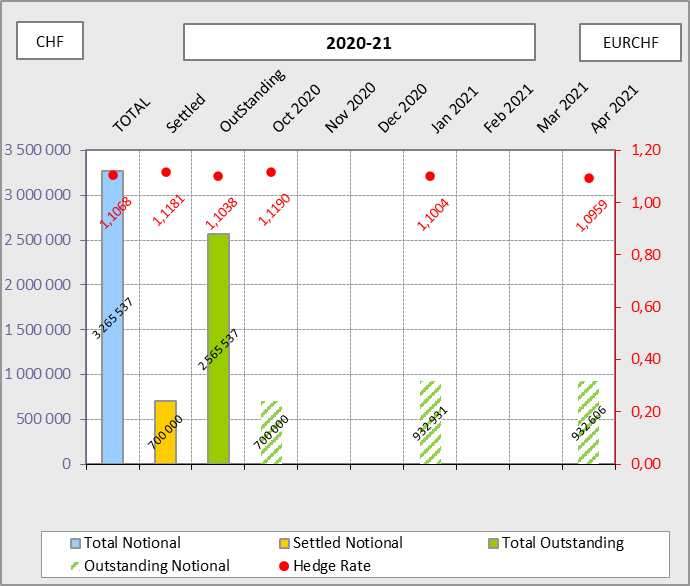 CHF
2020-21
EURCHF
TOTAL
Settled
OutStanding
Oct 2020
Nov 2020
Dec 2020
Jan 2021
Feb 2021
Mar 2021
Apr 2021
3 500 000
3 000 000
2 500 000
2 000 000
1 500 000
1 000 000
500 000
0
1,20
1,00
0,80
0,60
0,40
0,20
0,00
1,1068
1,1181
1,1038
1,1190
1,1004
1,0959
3 265 537
700 000
2 565 537
700 000
932 931
932 606
Total Notional
Settled Notional
Total Outstanding
Outstanding Notional
Hedge Rate